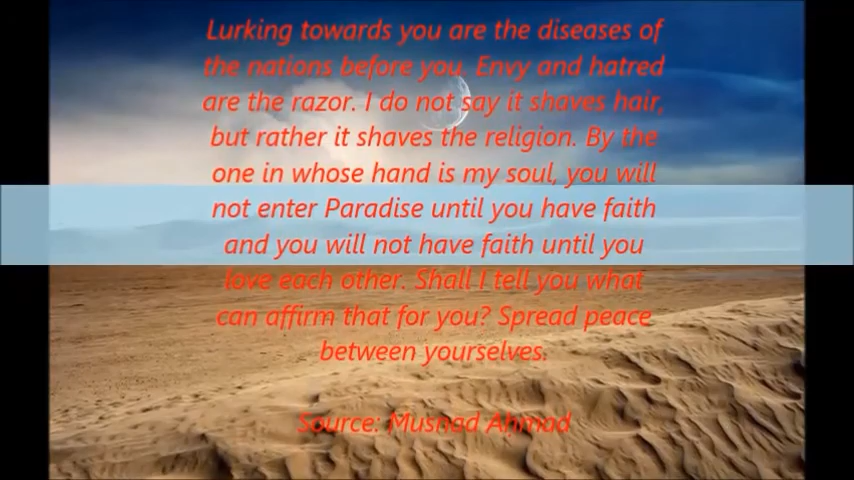 Lurking towards you are the diseases of
the nations before you. Envy and hatred
are the razor. I do not say it shaves hair,
but rather it shaves the religion. By the
one in whose hand is my soul, you will
not enter Paradise until you have faith
and you will not have faith until you
love each other. Shall I tell you what
can affirm that for you? Spread peace
between yourselves.
Source: Musnad Ahmad